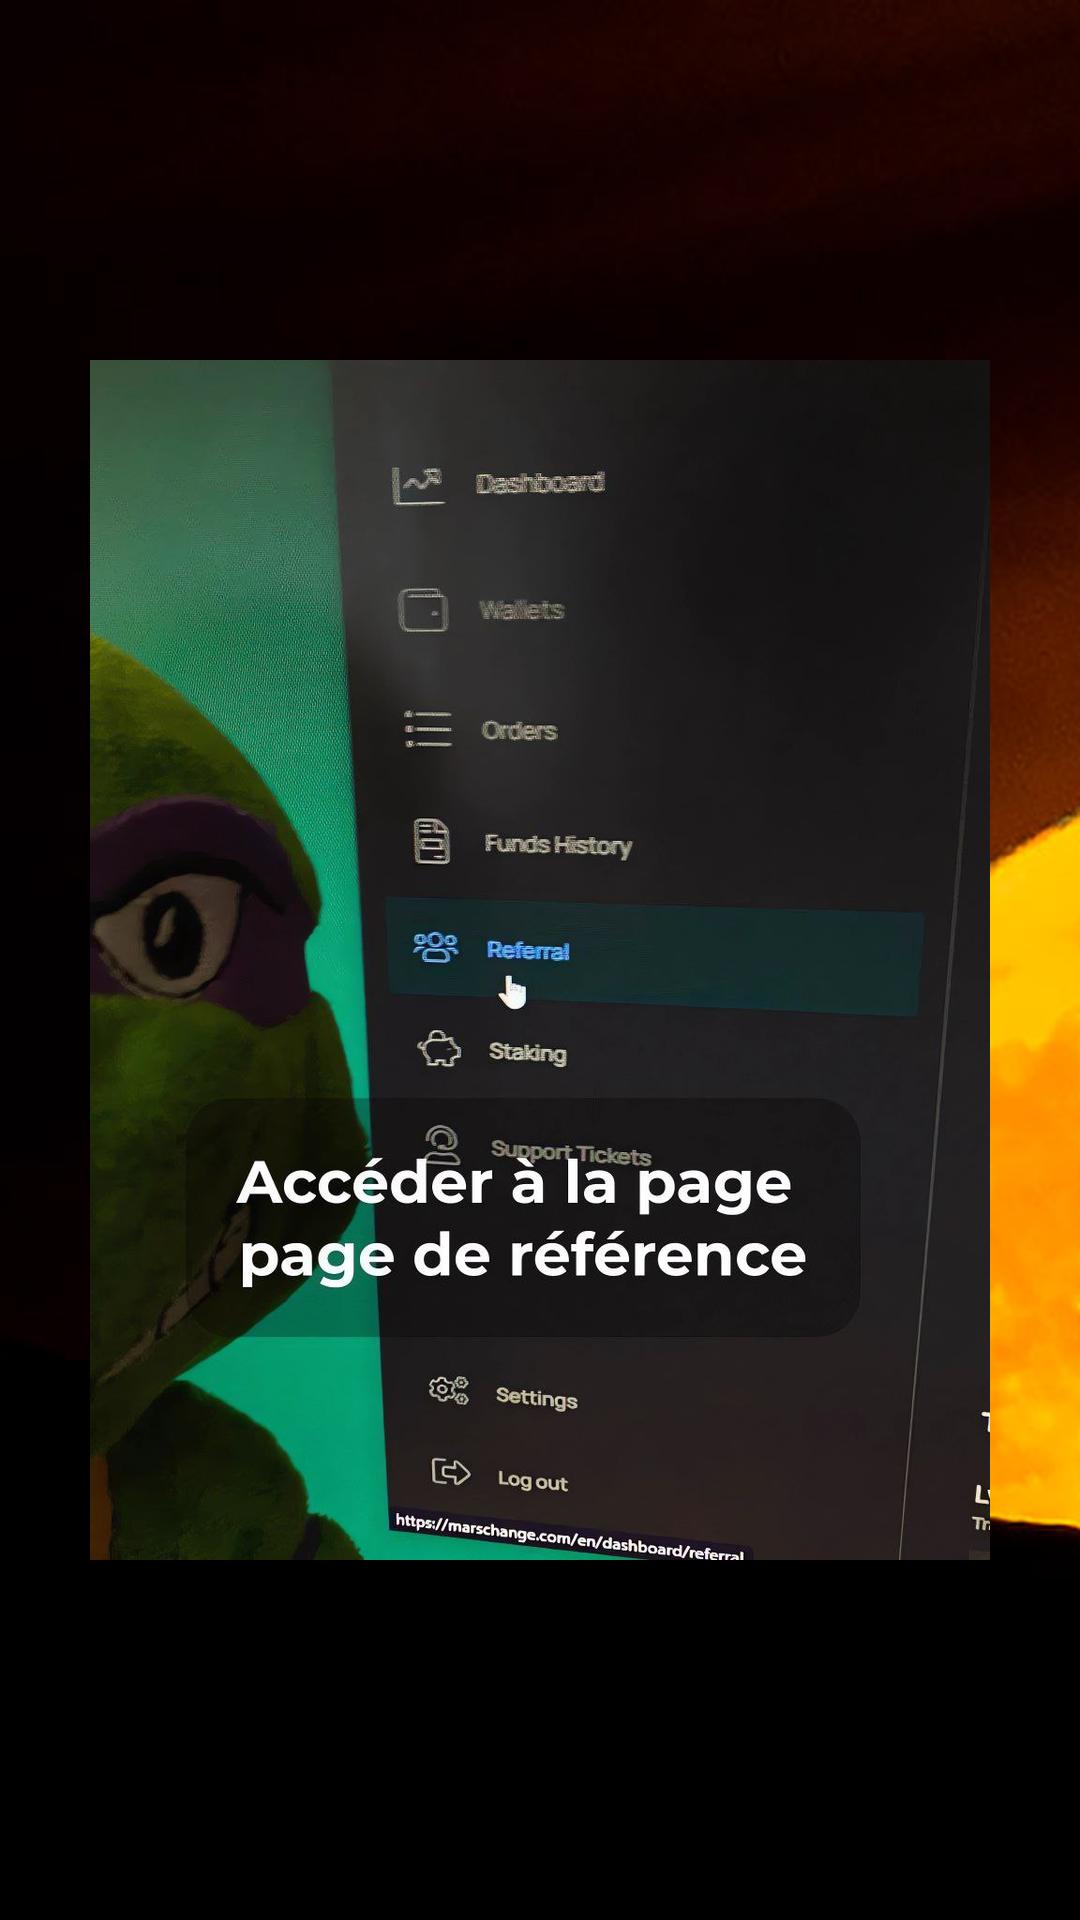 Dashboard
Wallets
Orders
Funds History
Referral
Staking
Support Tickets
Accéder à la page
page de référence
Settings
Log out
https://marschange.com/en/dashboard/referral